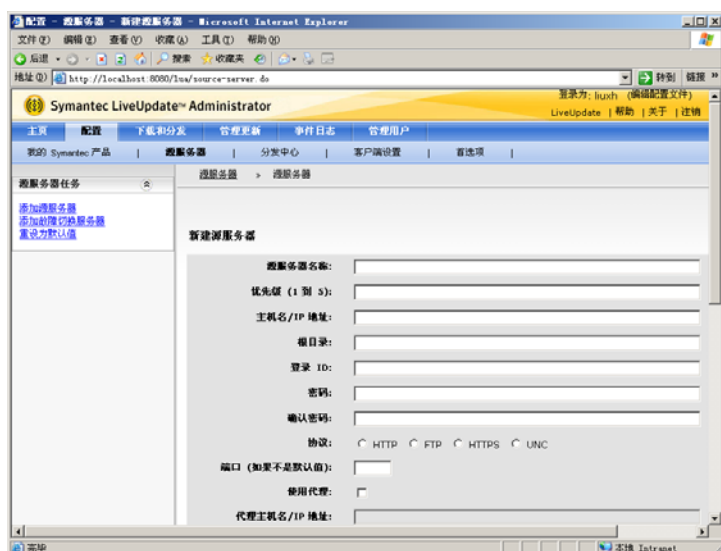 配置 - 源服务器 - 新建源服务器 - Microsoft Internet Explorer
文件(F) 编辑(E) 查看(V) 收藏(A) 工具(T) 帮助(H)
后退 搜索 收藏夹
地址(D) http://localhost:8080/lua/source-server.do 转到 链接 »
登录为: liuxh (编辑配置文件)
Symantec LiveUpdate™ Administrator
LiveUpdate | 帮助 | 关于 | 注销
主页 配置 下载和分发 管理更新 事件日志 管理用户
我的 Symantec 产品 | 源服务器 | 分发中心 | 客户端设置 | 首选项 |
源服务器 > 源服务器
源服务器任务
添加源服务器
添加故障切换服务器
重设为默认值
新建源服务器
源服务器名称:
优先级 (1 到 5):
主机名/IP 地址:
根目录:
登录 ID:
密码:
确认密码:
协议: HTTP FTP HTTPS UNC
端口 (如果不是默认值):
使用代理:
代理主机名/IP 地址:
完毕 本地 Intranet